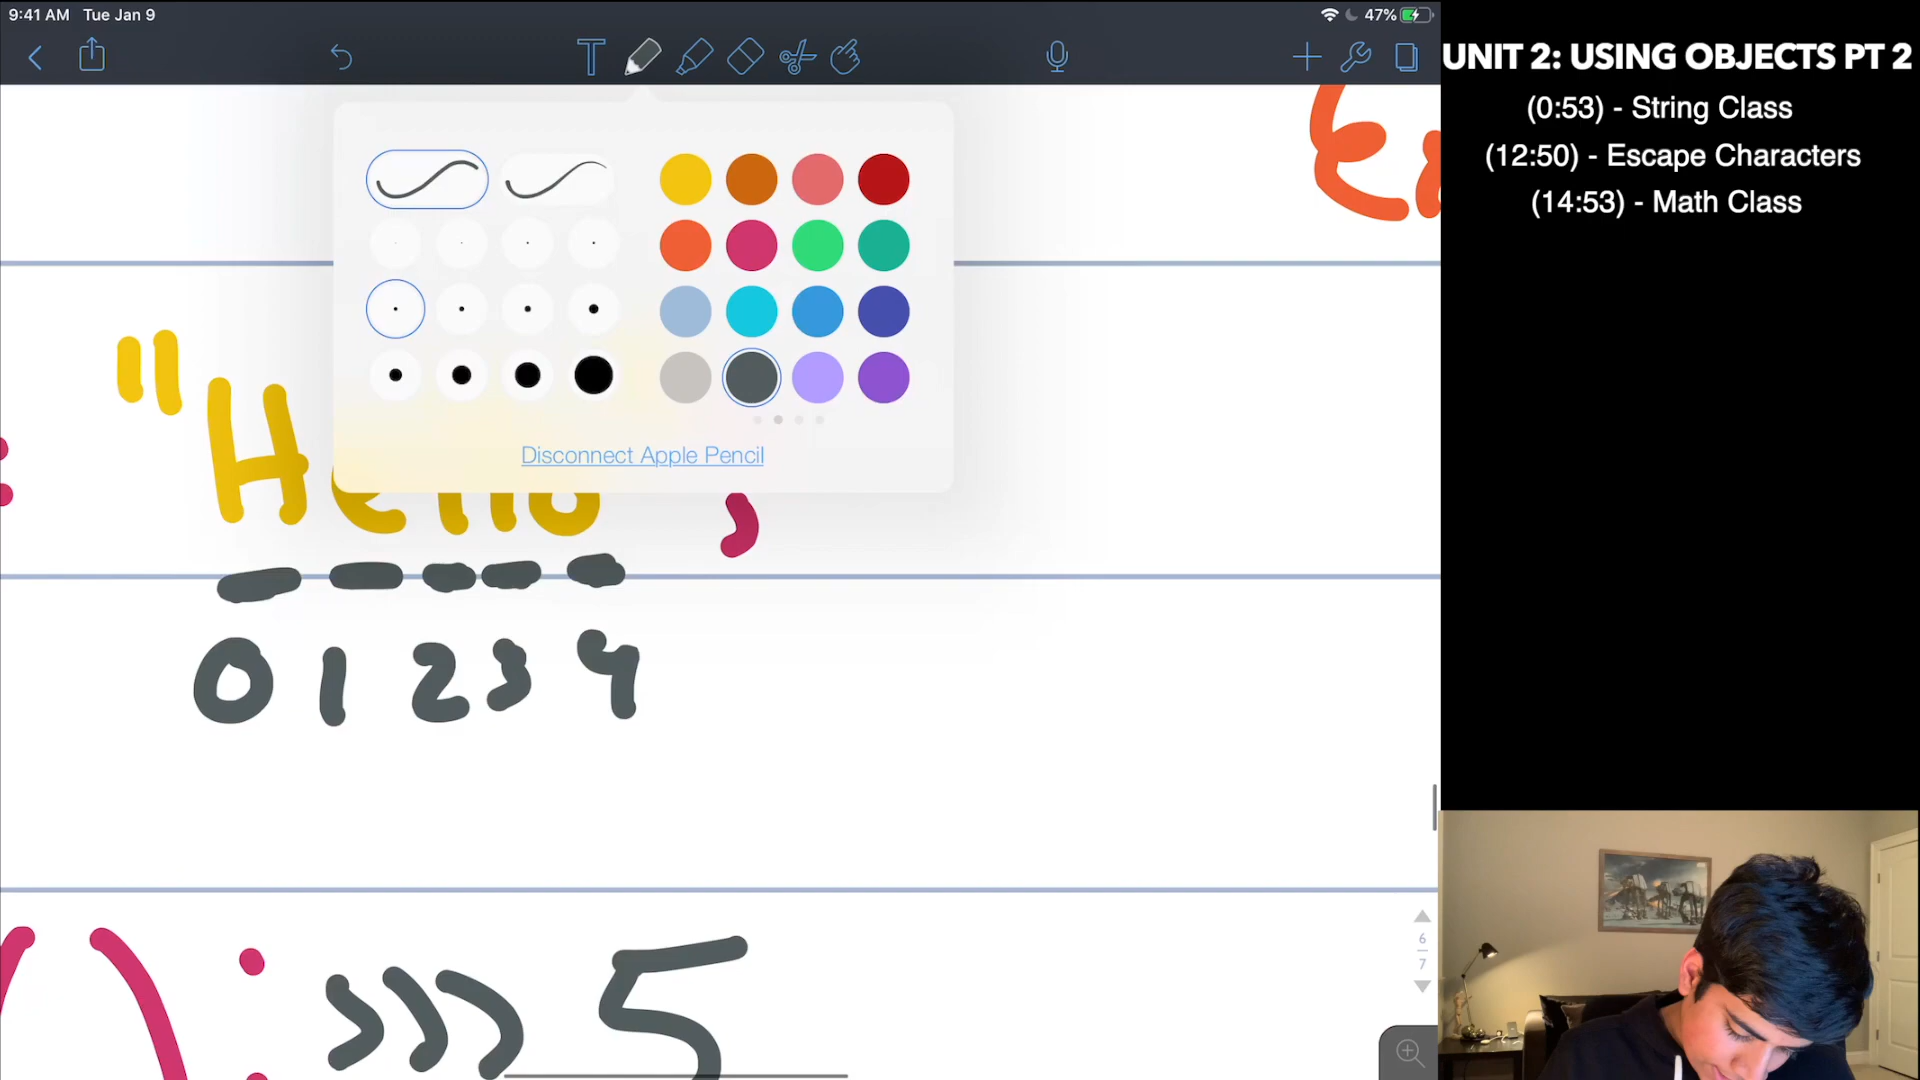 9:41 AM Tue Jan 9
47%
UNIT 2: USING OBJECTS PT 2
(0:53) - String Class
(12:50) - Escape Characters
(14:53) - Math Class
T
"Hello
;
Disconnect Apple Pencil
0 1 2 3 4
6
7
) : >>> 5